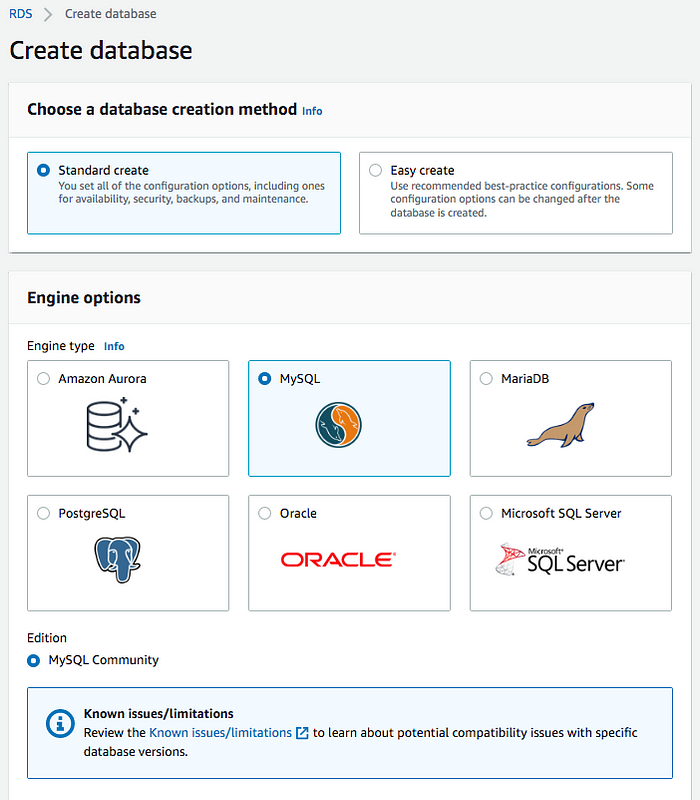 RDS > Create database
Create database
Choose a database creation method Info
Standard create
You set all of the configuration options, including ones
for availability, security, backups, and maintenance.
Easy create
Use recommended best-practice configurations. Some
configuration options can be changed after the
database is created.
Engine options
Engine type Info
Amazon Aurora
MySQL
MariaDB
PostgreSQL
Oracle
ORACLE®
Microsoft SQL Server
Microsoft®
SQL Server®
Edition
MySQL Community
Known issues/limitations
Review the Known issues/limitations to learn about potential compatibility issues with specific
database versions.